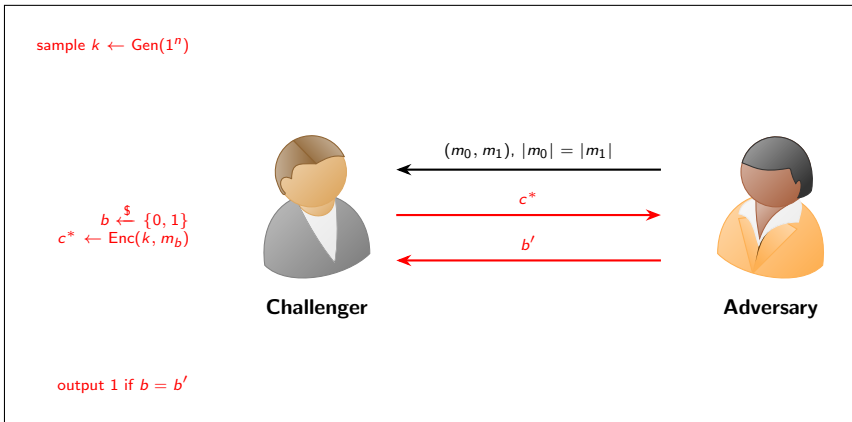 sample k ← Gen(1ⁿ)
(m₀, m₁), |m₀| = |m₁|
c*
b ←$ {0, 1}
c* ← Enc(k, m_b)
b′
Challenger
Adversary
output 1 if b = b′